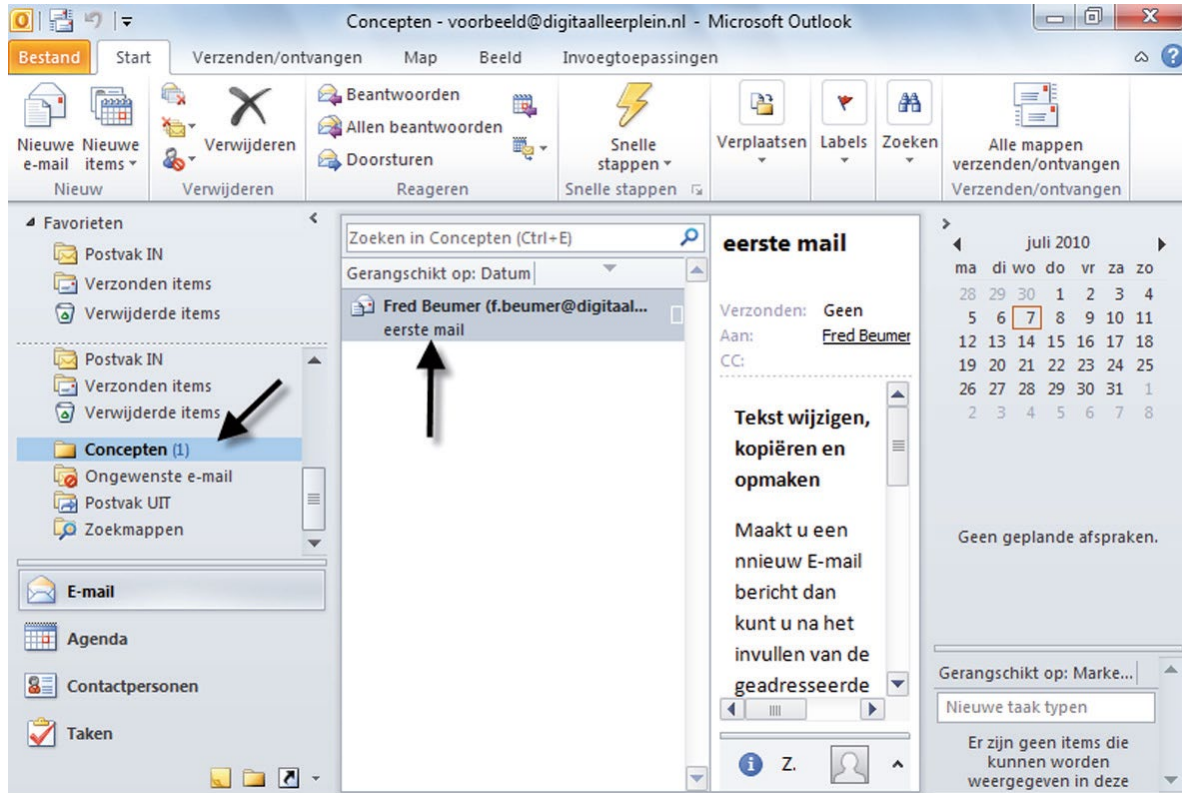 Concepten - voorbeeld@digitaalleerplein.nl - Microsoft Outlook
Bestand Start Verzenden/ontvangen Map Beeld Invoegtoepassingen
Nieuwe e-mail
Nieuwe items
Nieuw
Verwijderen
Verwijderen
Beantwoorden
Allen beantwoorden
Doorsturen
Reageren
Snelle stappen
Snelle stappen
Verplaatsen
Labels
Zoeken
Alle mappen verzenden/ontvangen
Verzenden/ontvangen
Favorieten
Postvak IN
Verzonden items
Verwijderde items
Postvak IN
Verzonden items
Verwijderde items
Concepten (1)
Ongewenste e-mail
Postvak UIT
Zoekmappen
E-mail
Agenda
Contactpersonen
Taken
Zoeken in Concepten (Ctrl+E)
Gerangschikt op: Datum
Fred Beumer (f.beumer@digitaal...
eerste mail
eerste mail
Verzonden: Geen
Aan: Fred Beumer
CC:
Tekst wijzigen,
kopiëren en
opmaken
Maakt u een
nnieuw E-mail
bericht dan
kunt u na het
invullen van de
geadresseerde
Z.
juli 2010
ma di wo do vr za zo
28 29 30 1 2 3 4
5 6 7 8 9 10 11
12 13 14 15 16 17 18
19 20 21 22 23 24 25
26 27 28 29 30 31 1
2 3 4 5 6 7 8
Geen geplande afspraken.
Gerangschikt op: Marke...
Nieuwe taak typen
Er zijn geen items die
kunnen worden
weergegeven in deze